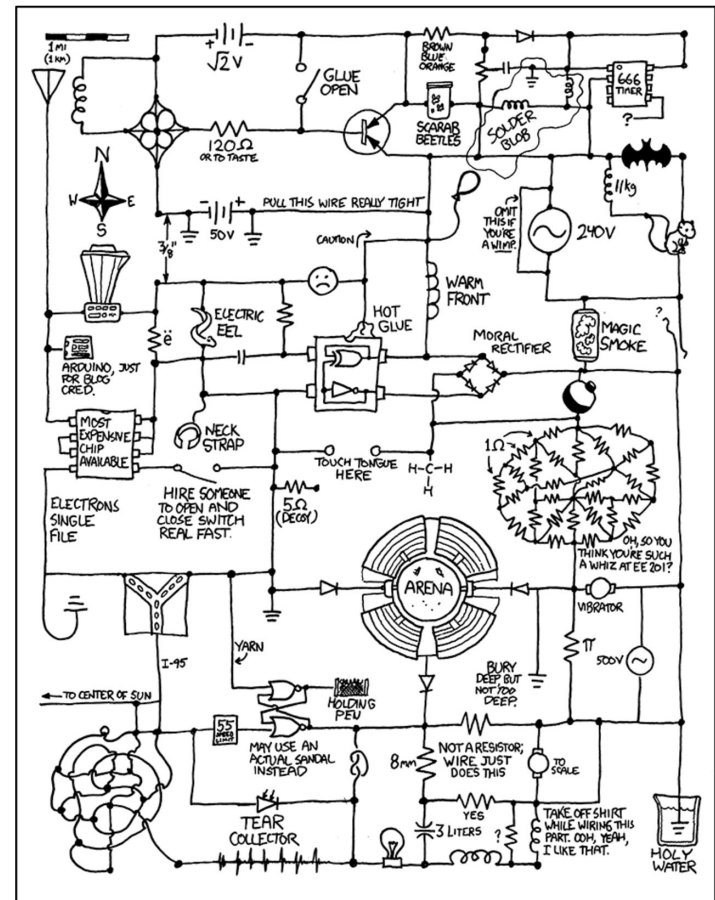 1 MI
(1 KM)
+ -
√2 V
GLUE
OPEN
BROWN
BLUE
ORANGE
666
TIMER
?
120Ω
OR TO TASTE
SCARAB
BEETLES
SOLDER
BLOB
N
W E
S
- +
50V
PULL THIS WIRE REALLY TIGHT
11kg
3/8"
CAUTION
OMIT
THIS IF
YOU'RE
A WIMP.
240V
WARM
FRONT
ELECTRIC
EEL
ë
HOT
GLUE
MORAL
RECTIFIER
MAGIC
SMOKE
?
ARDUINO, JUST
FOR BLOG
CRED.
MOST
EXPENSIVE
CHIP
AVAILABLE
NECK
STRAP
TOUCH TONGUE
HERE
H-C-H
H
1Ω
ELECTRONS
SINGLE
FILE
HIRE SOMEONE
TO OPEN AND
CLOSE SWITCH
REAL FAST.
5Ω
(DECOY)
OH, SO YOU
THINK YOU'RE SUCH
A WHIZ AT EE 201?
ARENA
VIBRATOR
YARN
I-95
BURY
DEEP, BUT
NOT TOO
DEEP.
π
500V
TO CENTER OF SUN
HOLDING
PEN
55
SPEED
LIMIT
MAY USE AN
ACTUAL SANDAL
INSTEAD
NOT A RESISTOR;
WIRE JUST
DOES THIS
8mm
TO
SCALE
YES
TEAR
COLLECTOR
3 LITERS
?
TAKE OFF SHIRT
WHILE WIRING THIS
PART. OOH, YEAH,
I LIKE THAT.
HOLY
WATER